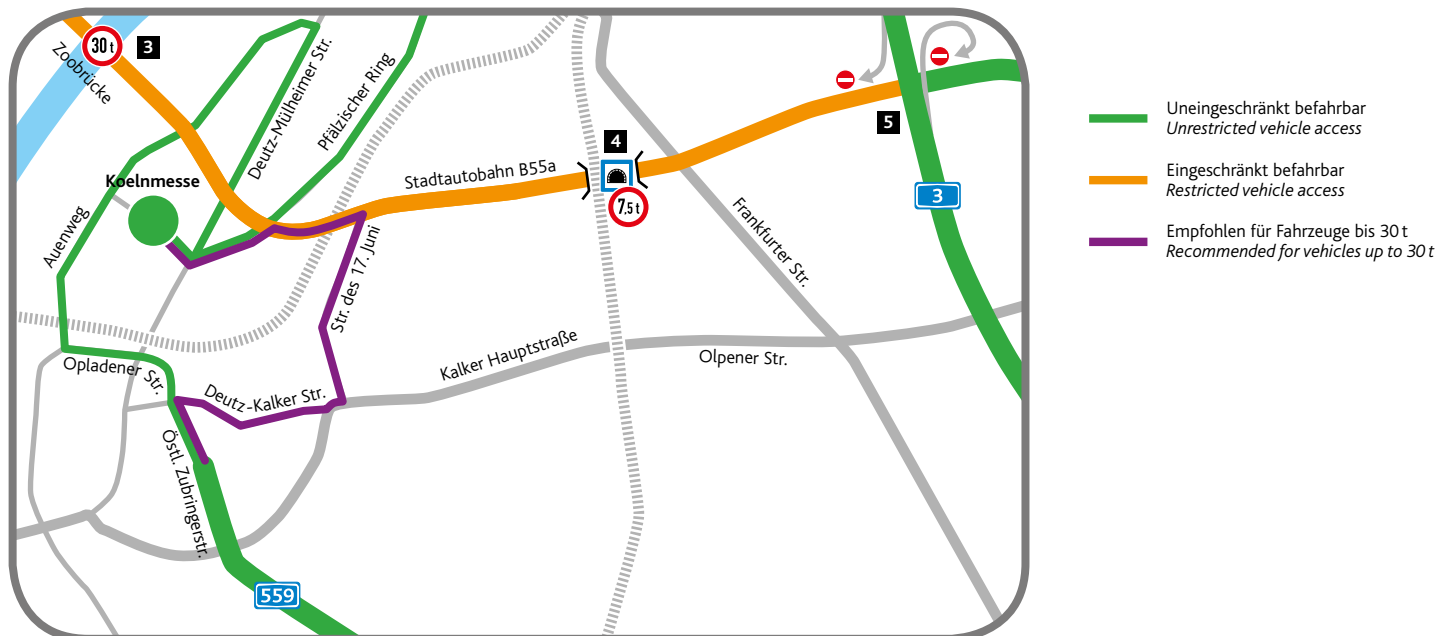 30 t
3
Zoobrücke
Deutz-Mülheimer Str.
Pfälzischer Ring
Koelnmesse
Auenweg
Stadtautobahn B55a
4
7,5 t
5
3
Frankfurter Str.
Str. des 17. Juni
Kalker Hauptstraße
Olpener Str.
Opladener Str.
Deutz-Kalker Str.
Östl. Zubringerstr.
559
Uneingeschränkt befahrbar
Unrestricted vehicle access
Eingeschränkt befahrbar
Restricted vehicle access
Empfohlen für Fahrzeuge bis 30 t
Recommended for vehicles up to 30 t